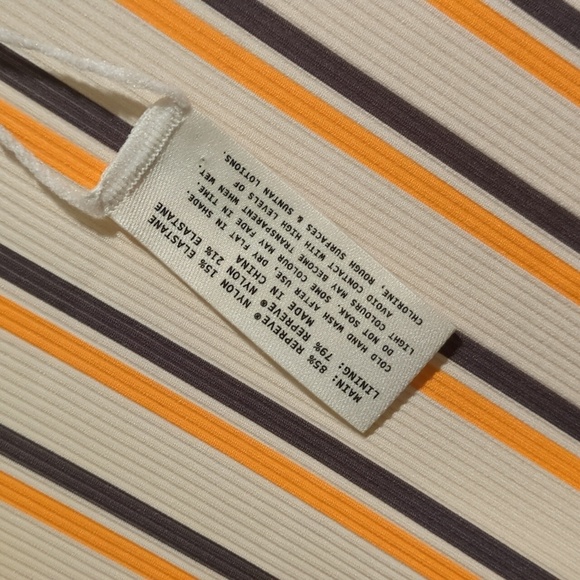 MAIN: 85% REPREVE® NYLON 15% ELASTANE
LINING: 79% REPREVE® NYLON 21% ELASTANE
MADE IN CHINA
COLD HAND WASH AFTER USE, DRY FLAT IN SHADE.
DO NOT SOAK. SOME COLOUR MAY FADE IN TIME.
LIGHT COLOURS MAY BECOME TRANSPARENT WHEN WET.
AVOID CONTACT WITH HIGH LEVELS OF
CHLORINE, ROUGH SURFACES & SUNTAN LOTIONS.